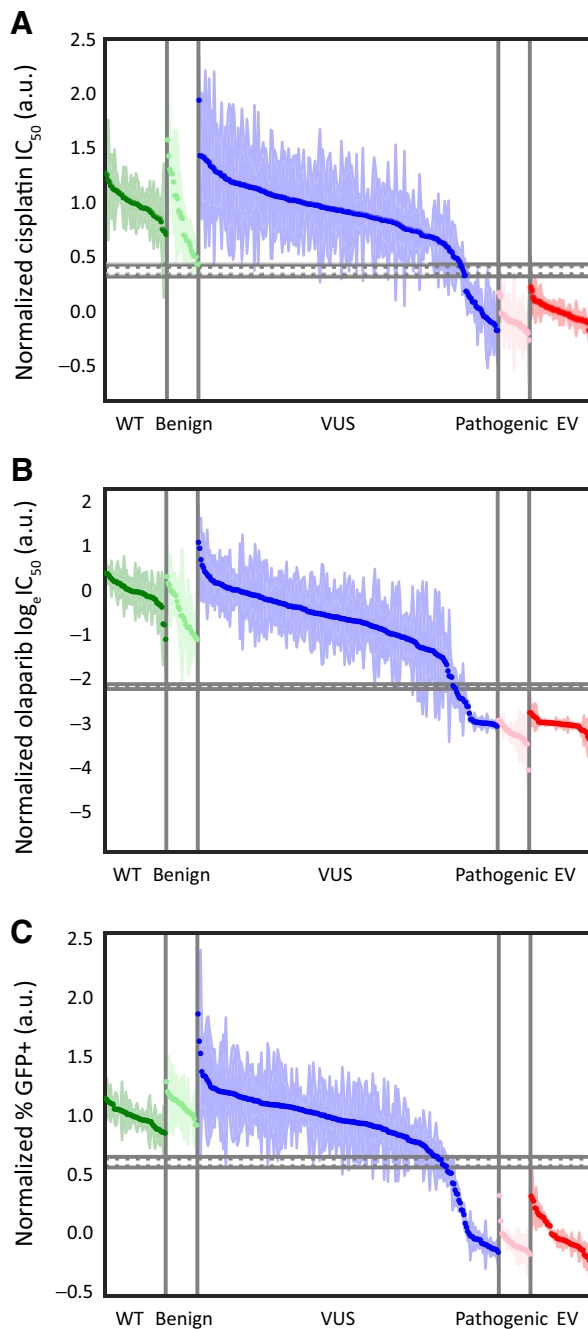 A
Normalized cisplatin IC50 (a.u.)
2.5
2.0
1.5
1.0
0.5
0.0
−0.5
WT Benign VUS Pathogenic EV
B
Normalized olaparib logeIC50 (a.u.)
2
1
0
−1
−2
−3
−4
−5
WT Benign VUS Pathogenic EV
C
Normalized % GFP+ (a.u.)
2.5
2.0
1.5
1.0
0.5
0.0
−0.5
WT Benign VUS Pathogenic EV